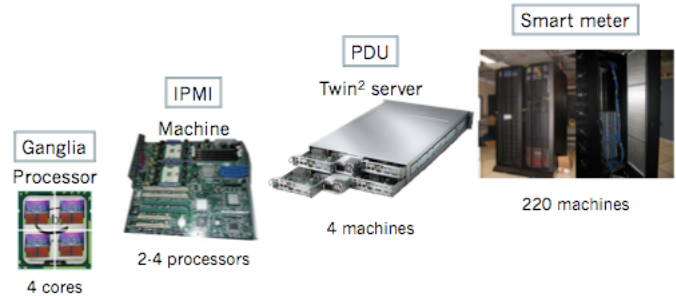 Ganglia
Processor
4 cores
IPMI
Machine
2-4 processors
PDU
Twin² server
4 machines
Smart meter
220 machines